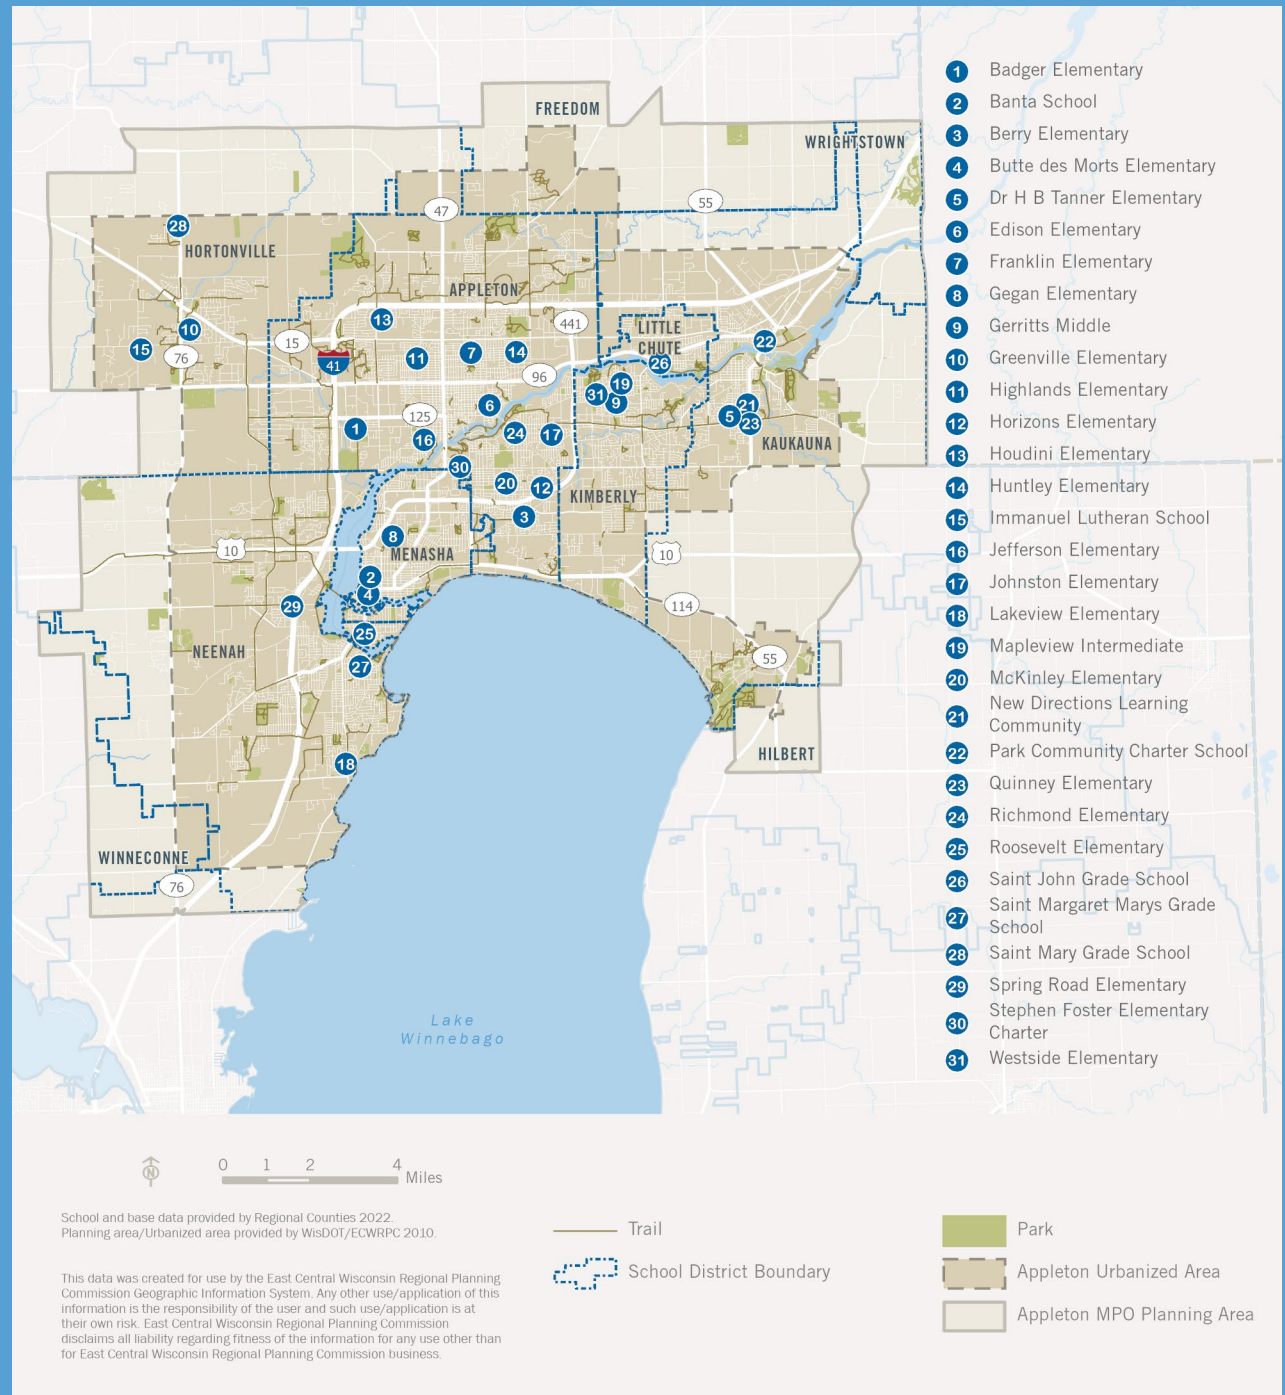 FREEDOM
WRIGHTSTOWN
55
47
28
HORTONVILLE
APPLETON
13
441
LITTLE
CHUTE
10
15
15
76
41
11
7
14
22
26
96
19
31
9
6
125
21
5
23
1
16
24
17
KAUKAUNA
30
20
12
KIMBERLY
3
8
10
MENASHA
10
2
4
29
114
25
NEENAH
27
55
HILBERT
18
WINNECONNE
76
Lake
Winnebago
1 Badger Elementary
2 Banta School
3 Berry Elementary
4 Butte des Morts Elementary
5 Dr H B Tanner Elementary
6 Edison Elementary
7 Franklin Elementary
8 Gegan Elementary
9 Gerritts Middle
10 Greenville Elementary
11 Highlands Elementary
12 Horizons Elementary
13 Houdini Elementary
14 Huntley Elementary
15 Immanuel Lutheran School
16 Jefferson Elementary
17 Johnston Elementary
18 Lakeview Elementary
19 Mapleview Intermediate
20 McKinley Elementary
21 New Directions Learning
Community
22 Park Community Charter School
23 Quinney Elementary
24 Richmond Elementary
25 Roosevelt Elementary
26 Saint John Grade School
27 Saint Margaret Marys Grade
School
28 Saint Mary Grade School
29 Spring Road Elementary
30 Stephen Foster Elementary
Charter
31 Westside Elementary
N
0 1 2 4
Miles
School and base data provided by Regional Counties 2022.
Planning area/Urbanized area provided by WisDOT/ECWRPC 2010.
This data was created for use by the East Central Wisconsin Regional Planning
Commission Geographic Information System. Any other use/application of this
information is the responsibility of the user and such use/application is at
their own risk. East Central Wisconsin Regional Planning Commission
disclaims all liability regarding fitness of the information for any use other than
for East Central Wisconsin Regional Planning Commission business.
Trail
School District Boundary
Park
Appleton Urbanized Area
Appleton MPO Planning Area